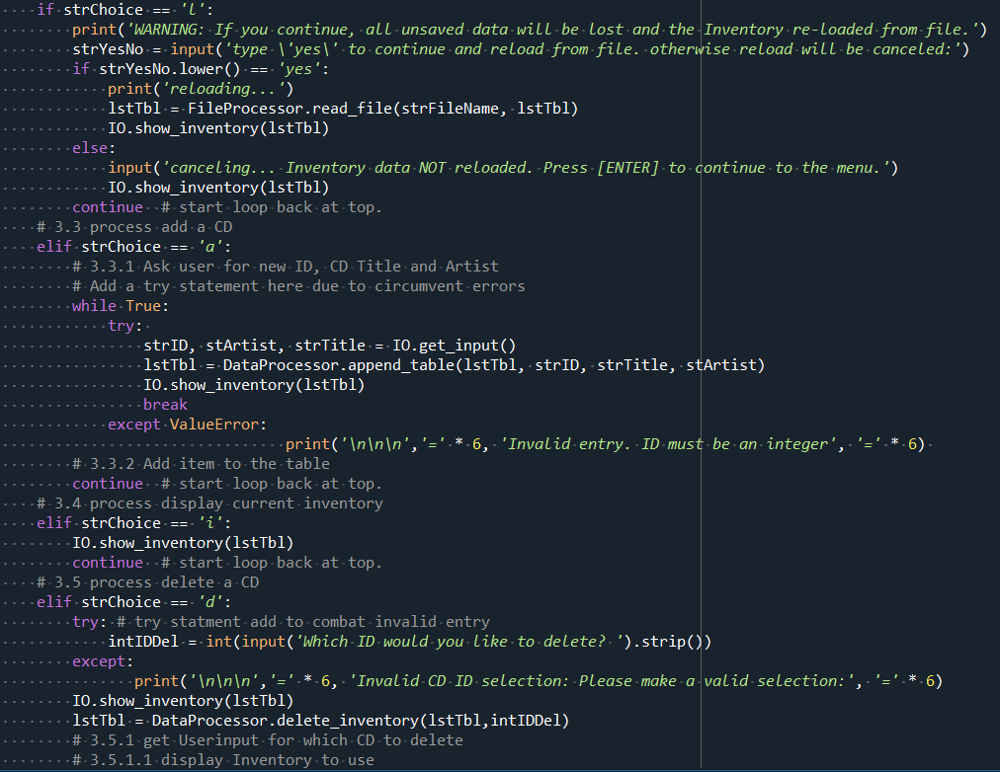 if strChoice == 'l':
print('WARNING: If you continue, all unsaved data will be lost and the Inventory re-loaded from file.')
strYesNo = input('type \'yes\' to continue and reload from file. otherwise reload will be canceled:')
if strYesNo.lower() == 'yes':
print('reloading...')
lstTbl = FileProcessor.read_file(strFileName, lstTbl)
IO.show_inventory(lstTbl)
else:
input('canceling... Inventory data NOT reloaded. Press [ENTER] to continue to the menu.')
IO.show_inventory(lstTbl)
continue # start loop back at top.
# 3.3 process add a CD
elif strChoice == 'a':
# 3.3.1 Ask user for new ID, CD Title and Artist
# Add a try statement here due to circumvent errors
while True:
try:
strID, stArtist, strTitle = IO.get_input()
lstTbl = DataProcessor.append_table(lstTbl, strID, strTitle, stArtist)
IO.show_inventory(lstTbl)
break
except ValueError:
print('\n\n\n','=' * 6, 'Invalid entry. ID must be an integer', '=' * 6)
# 3.3.2 Add item to the table
continue # start loop back at top.
# 3.4 process display current inventory
elif strChoice == 'i':
IO.show_inventory(lstTbl)
continue # start loop back at top.
# 3.5 process delete a CD
elif strChoice == 'd':
try: # try statment add to combat invalid entry
intIDDel = int(input('Which ID would you like to delete? ').strip())
except:
print('\n\n\n','=' * 6, 'Invalid CD ID selection: Please make a valid selection:', '=' * 6)
IO.show_inventory(lstTbl)
lstTbl = DataProcessor.delete_inventory(lstTbl,intIDDel)
# 3.5.1 get Userinput for which CD to delete
# 3.5.1.1 display Inventory to use